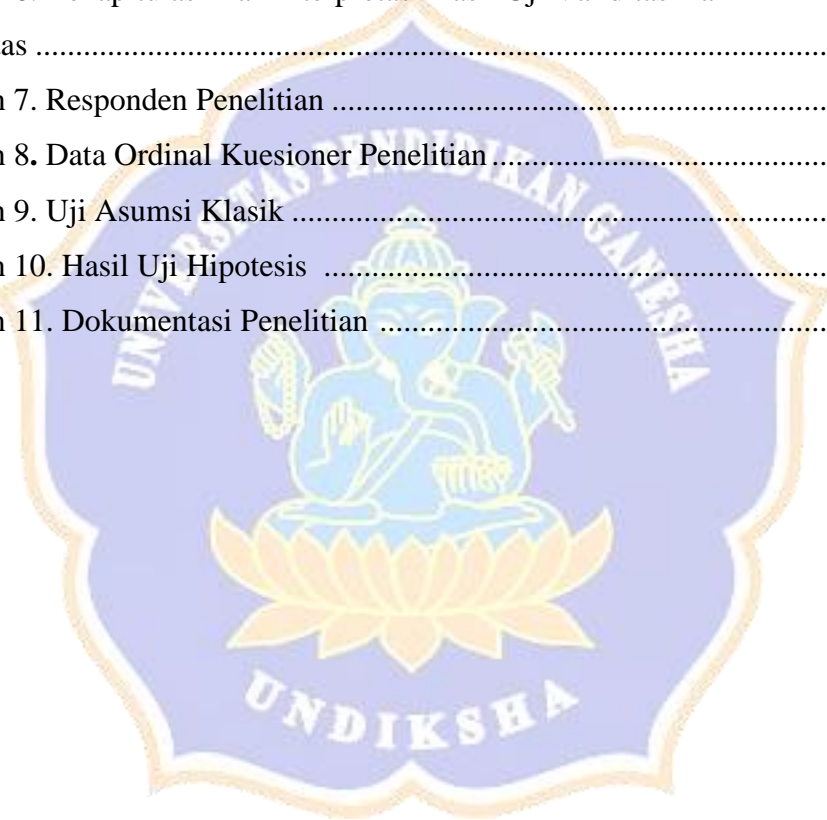 tas ....................................................................................................
n 7. Responden Penelitian ..............................................................
n 8. Data Ordinal Kuesioner Penelitian ..........................................
n 9. Uji Asumsi Klasik ....................................................................
n 10. Hasil Uji Hipotesis ................................................................
n 11. Dokumentasi Penelitian .........................................................
UNIVERSITAS PENDIDIKAN GANESHA
UNDIKSHA